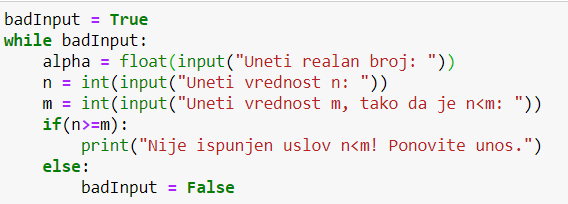 badInput = True
while badInput:
    alpha = float(input("Uneti realan broj: "))
    n = int(input("Uneti vrednost n: "))
    m = int(input("Uneti vrednost m, tako da je n<m: "))
    if(n>=m):
        print("Nije ispunjen uslov n<m! Ponovite unos.")
    else:
        badInput = False